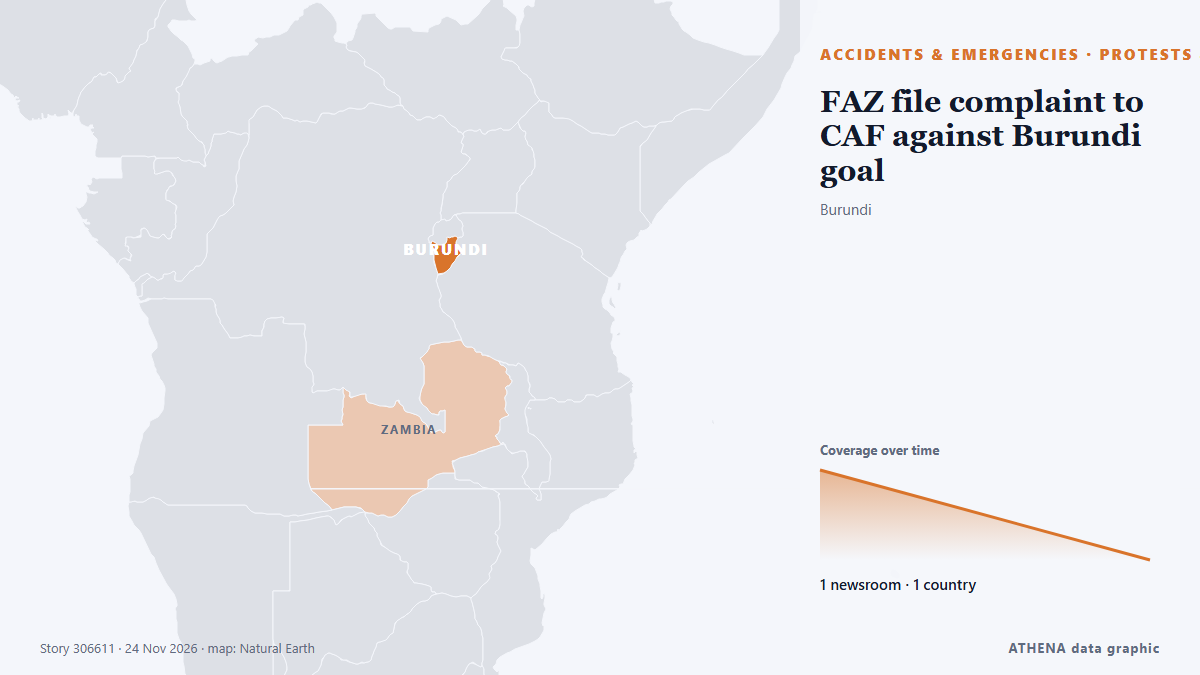 ACCIDENTS & EMERGENCIES · PROTESTS
FAZ file complaint to
CAF against Burundi
goal
Burundi
BURUNDI
ZAMBIA
Coverage over time
1 newsroom · 1 country
Story 306611 · 24 Nov 2026 · map: Natural Earth
ATHENA data graphic